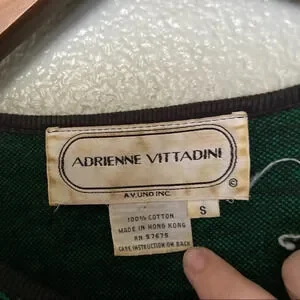 ADRIENNE VITTADINI
©
A.V. UNO INC.
S
100% COTTON
MADE IN HONG KONG
RN 57675
CARE INSTRUCTION ON BACK